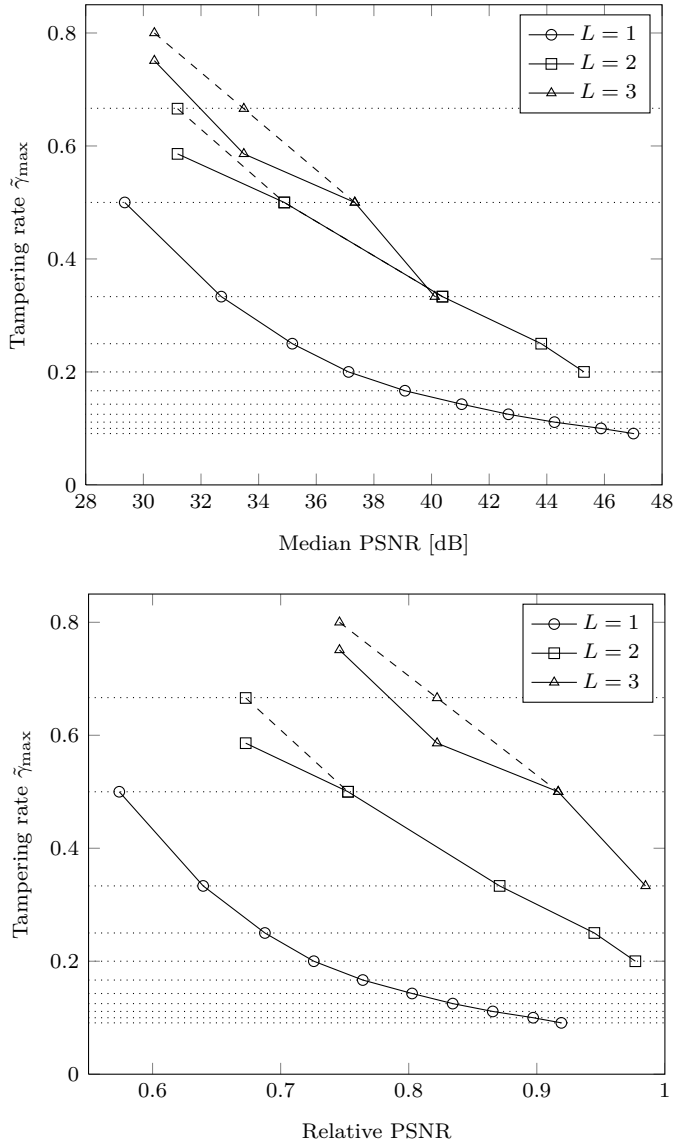 0.8
0.6
0.4
0.2
0
Tampering rate γ̃max
28 30 32 34 36 38 40 42 44 46 48
Median PSNR [dB]
L = 1
L = 2
L = 3
0.8
0.6
0.4
0.2
0
Tampering rate γ̃max
0.6 0.7 0.8 0.9 1
Relative PSNR
L = 1
L = 2
L = 3